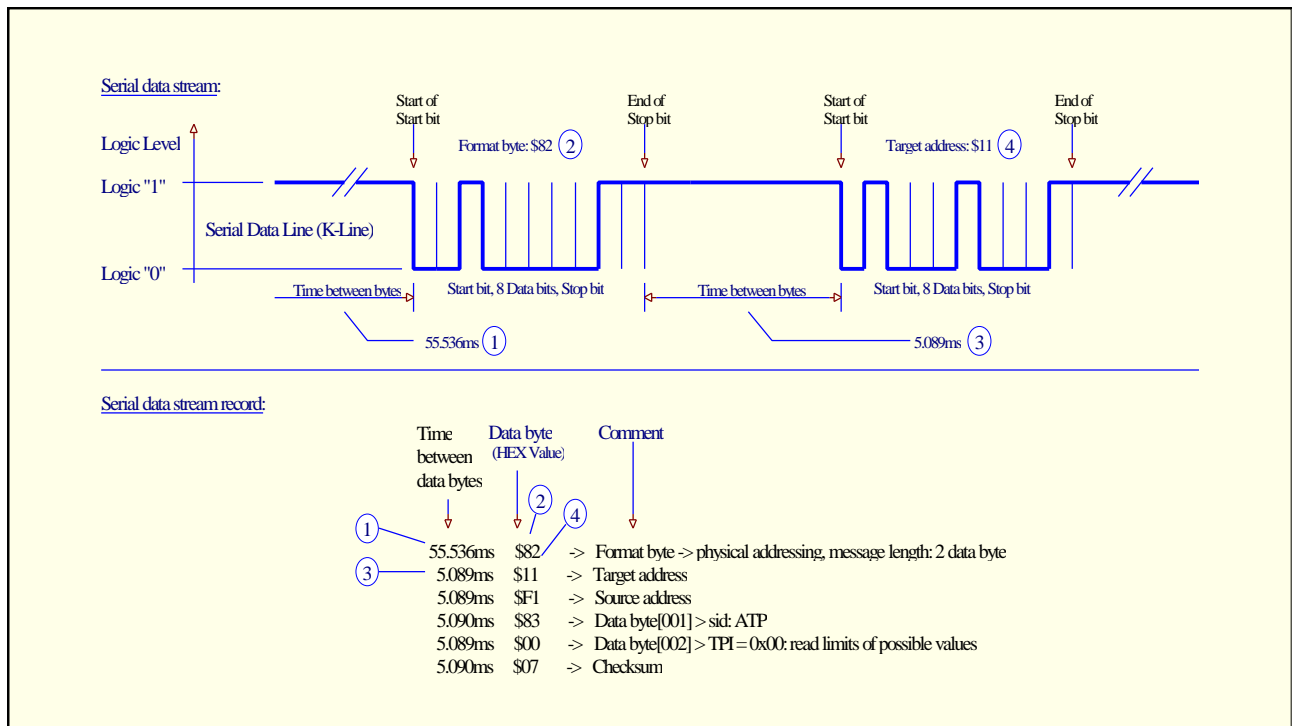 Serial data stream:
Start of
Start bit
End of
Stop bit
Start of
Start bit
End of
Stop bit
Logic Level
Format byte: $82 2
Target address: $11 4
Logic "1"
Serial Data Line (K-Line)
Logic "0"
Time between bytes
Start bit, 8 Data bits, Stop bit
Time between bytes
Start bit, 8 Data bits, Stop bit
55.536ms 1
5.089ms 3
Serial data stream record:
Time
between
data bytes
Data byte
(HEX Value)
Comment
2
4
1
3
55.536ms $82 -> Format byte -> physical addressing, message length: 2 data byte
5.089ms $11 -> Target address
5.089ms $F1 -> Source address
5.090ms $83 -> Data byte[001] > sid: ATP
5.089ms $00 -> Data byte[002] > TPI = 0x00: read limits of possible values
5.090ms $07 -> Checksum